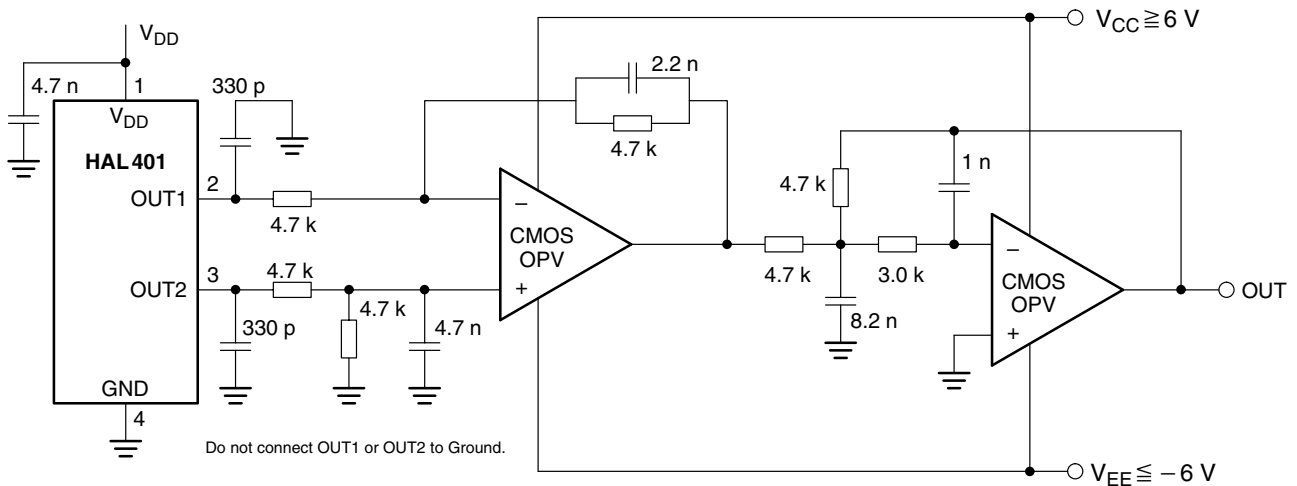 V_DD
4.7 n
1
V_DD
HAL 401
OUT1
2
OUT2
3
GND
4
330 p
4.7 k
4.7 k
330 p
4.7 k
4.7 n
Do not connect OUT1 or OUT2 to Ground.
2.2 n
4.7 k
–
CMOS
OPV
+
4.7 k
4.7 k
3.0 k
1 n
8.2 n
–
CMOS
OPV
+
V_CC ≧ 6 V
OUT
V_EE ≦ – 6 V